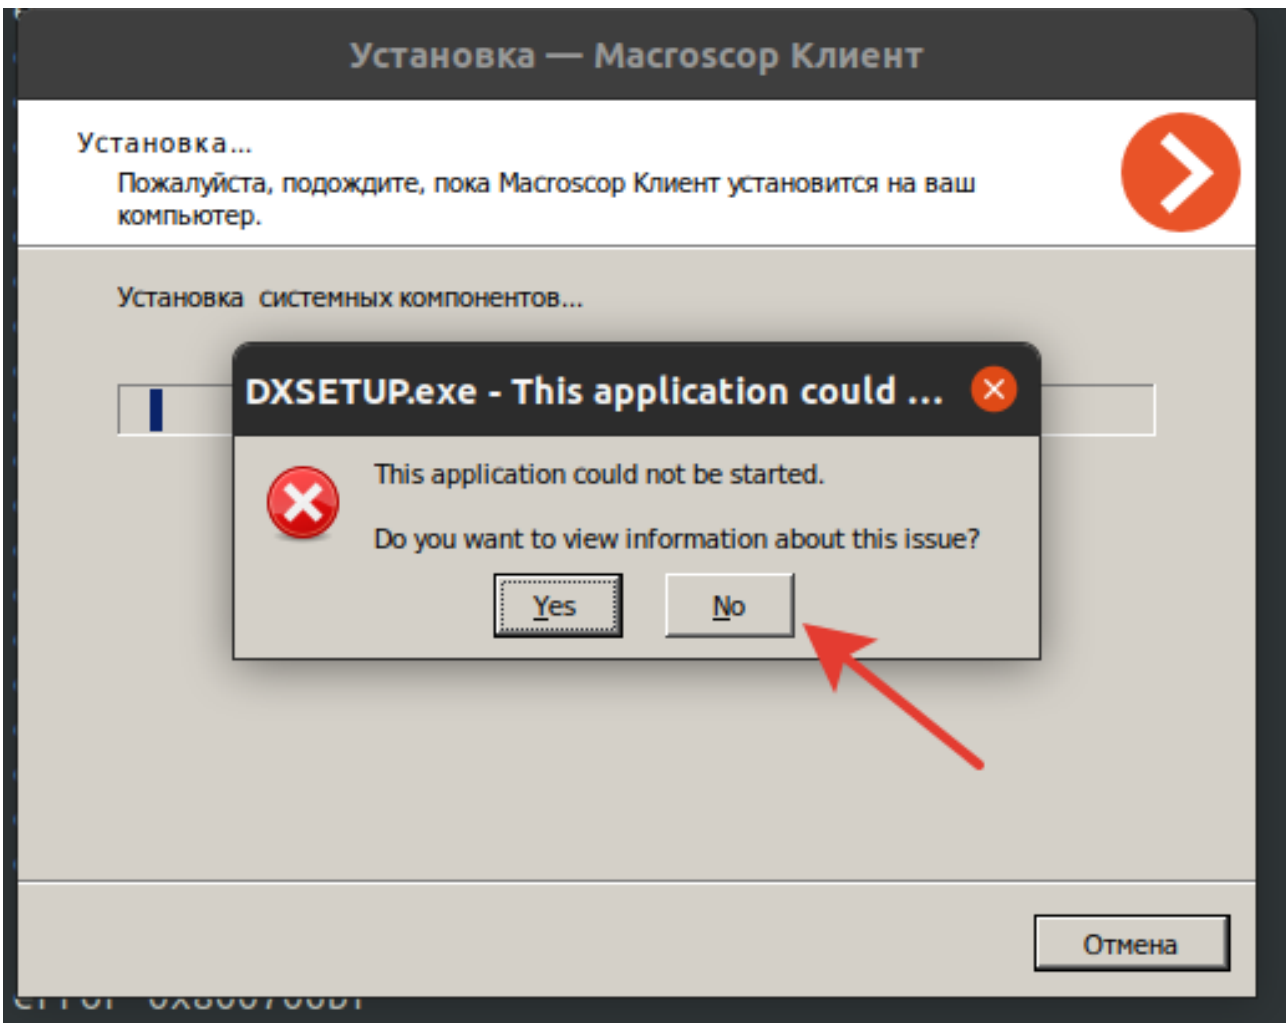 Установка — Macroscop Клиент
Установка...
Пожалуйста, подождите, пока Macroscop Клиент установится на ваш
компьютер.
Установка системных компонентов...
DXSETUP.exe - This application could ...
This application could not be started.
Do you want to view information about this issue?
Yes
No
Отмена
error